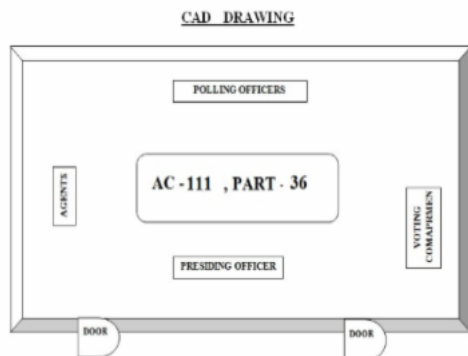 CAD DRAWING
POLLING OFFICERS
AGENTS
AC -111 , PART - 36
VOTING
COMAPRMEN
PRESIDING OFFICER
DOOR
DOOR